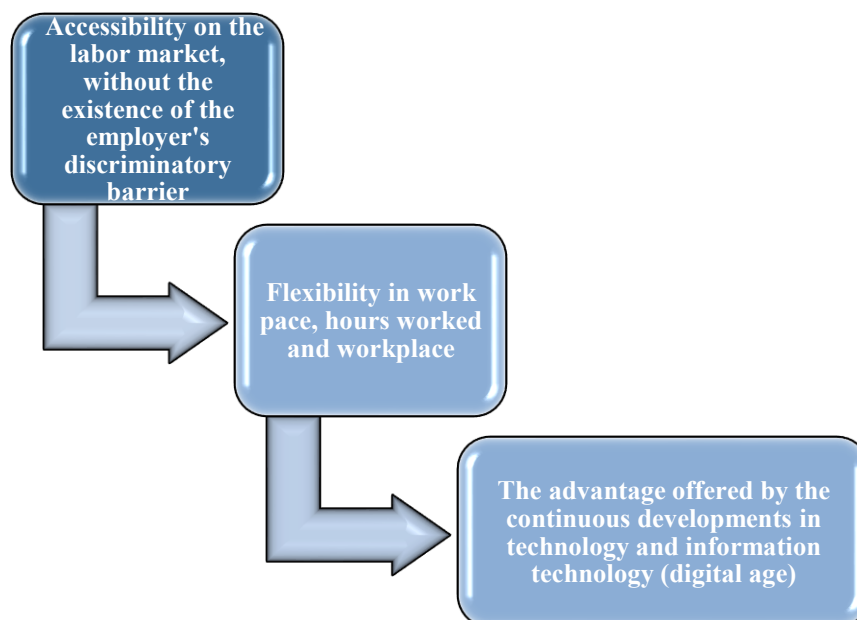 Accessibility on the
labor market,
without the
existence of the
employer's
discriminatory
barrier
Flexibility in work
pace, hours worked
and workplace
The advantage offered by the
continuous developments in
technology and information
technology (digital age)